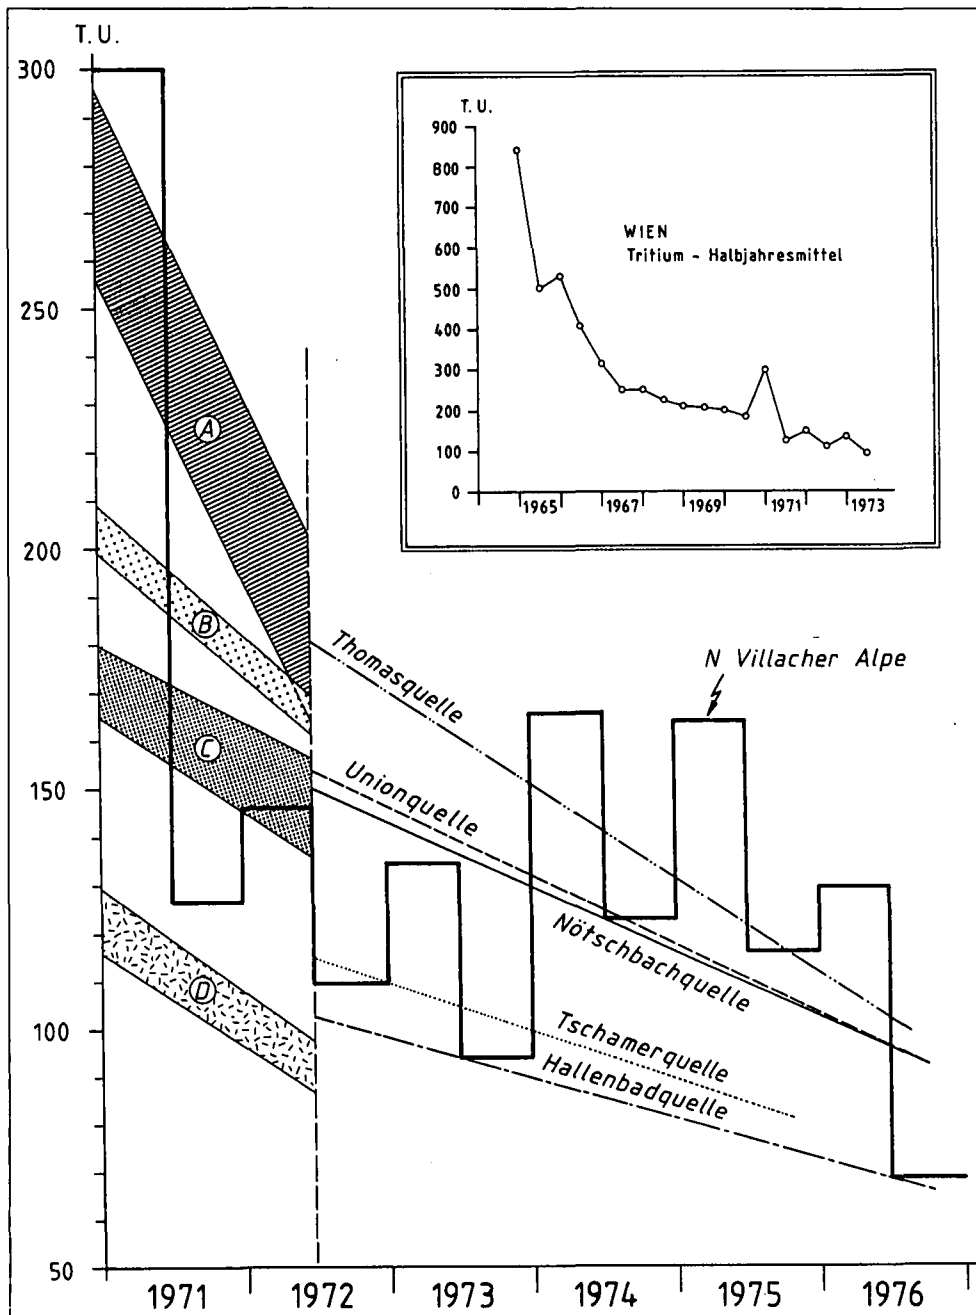 T.U.
300
250
200
150
100
50
A
B
C
D
T.U.
900
800
700
600
500
400
300
200
100
0
WIEN
Tritium - Halbjahresmittel
1965 1967 1969 1971 1973
N Villacher Alpe
Thomasquelle
Unionquelle
Nötschbachquelle
Tschamerquelle
Hallenbadquelle
1971 1972 1973 1974 1975 1976